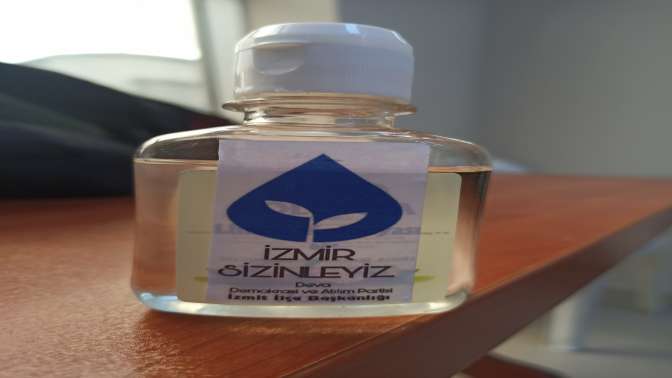 İZMİR
SİZİNLEYİZ
Deva
Demokrasi ve Atılım Partisi
İzmit İlçe Başkanlığı